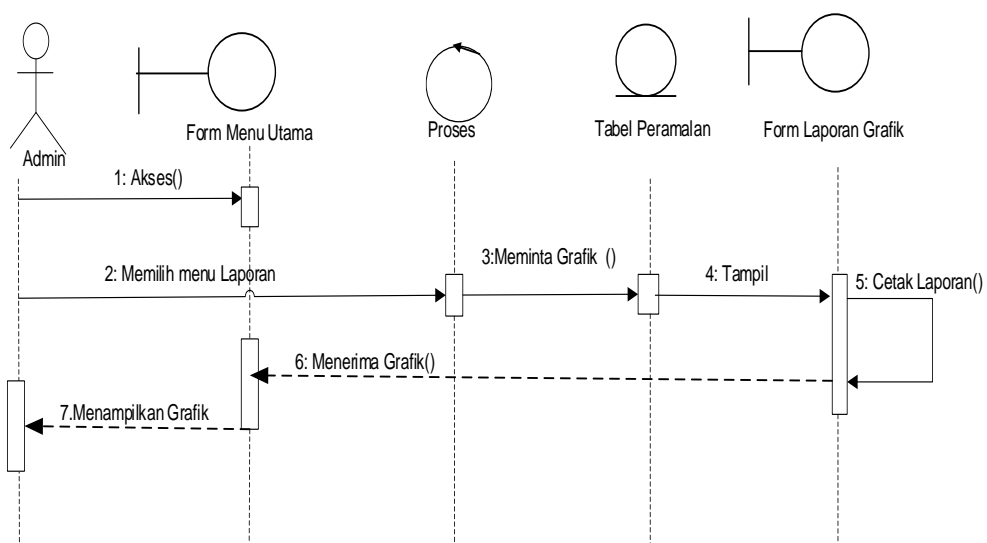 Admin
Form Menu Utama
Proses
Tabel Peramalan
Form Laporan Grafik
1: Akses()
2: Memilih menu Laporan
3:Meminta Grafik ()
4: Tampil
5: Cetak Laporan()
6: Menerima Grafik()
7.Menampilkan Grafik